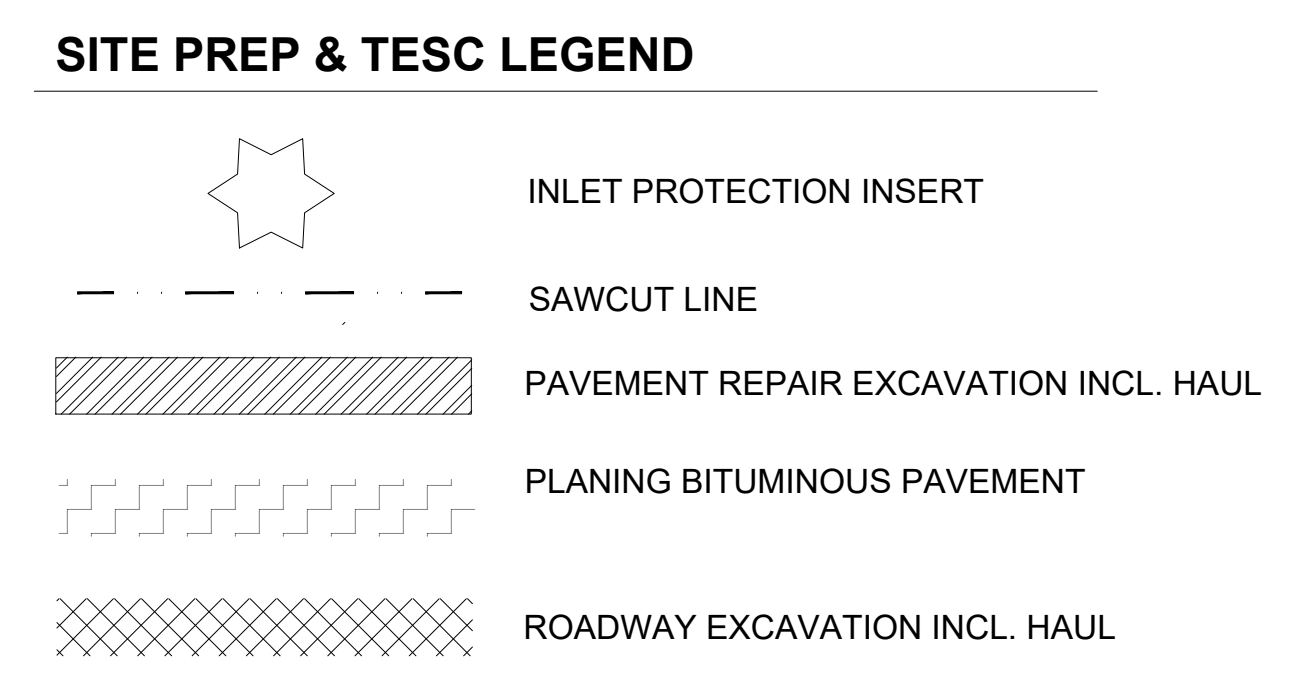 SITE PREP & TESC LEGEND
INLET PROTECTION INSERT
SAWCUT LINE
PAVEMENT REPAIR EXCAVATION INCL. HAUL
PLANING BITUMINOUS PAVEMENT
ROADWAY EXCAVATION INCL. HAUL